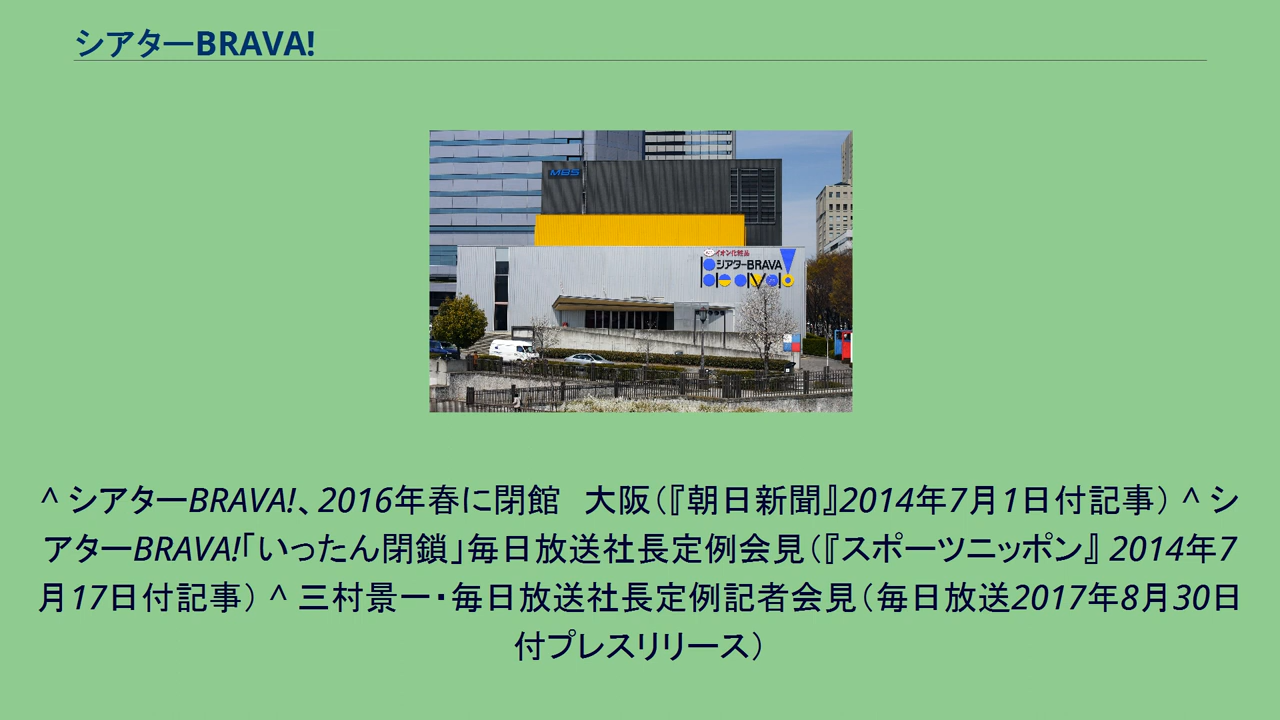 シアターBRAVA!
MBS
イオン化粧品
シアターBRAVA!
^ シアターBRAVA!、2016年春に閉館　大阪（『朝日新聞』2014年7月1日付記事） ^ シ
アターBRAVA!「いったん閉鎖」毎日放送社長定例会見（『スポーツニッポン』 2014年7
月17日付記事） ^ 三村景一・毎日放送社長定例記者会見（毎日放送2017年8月30日
付プレスリリース）